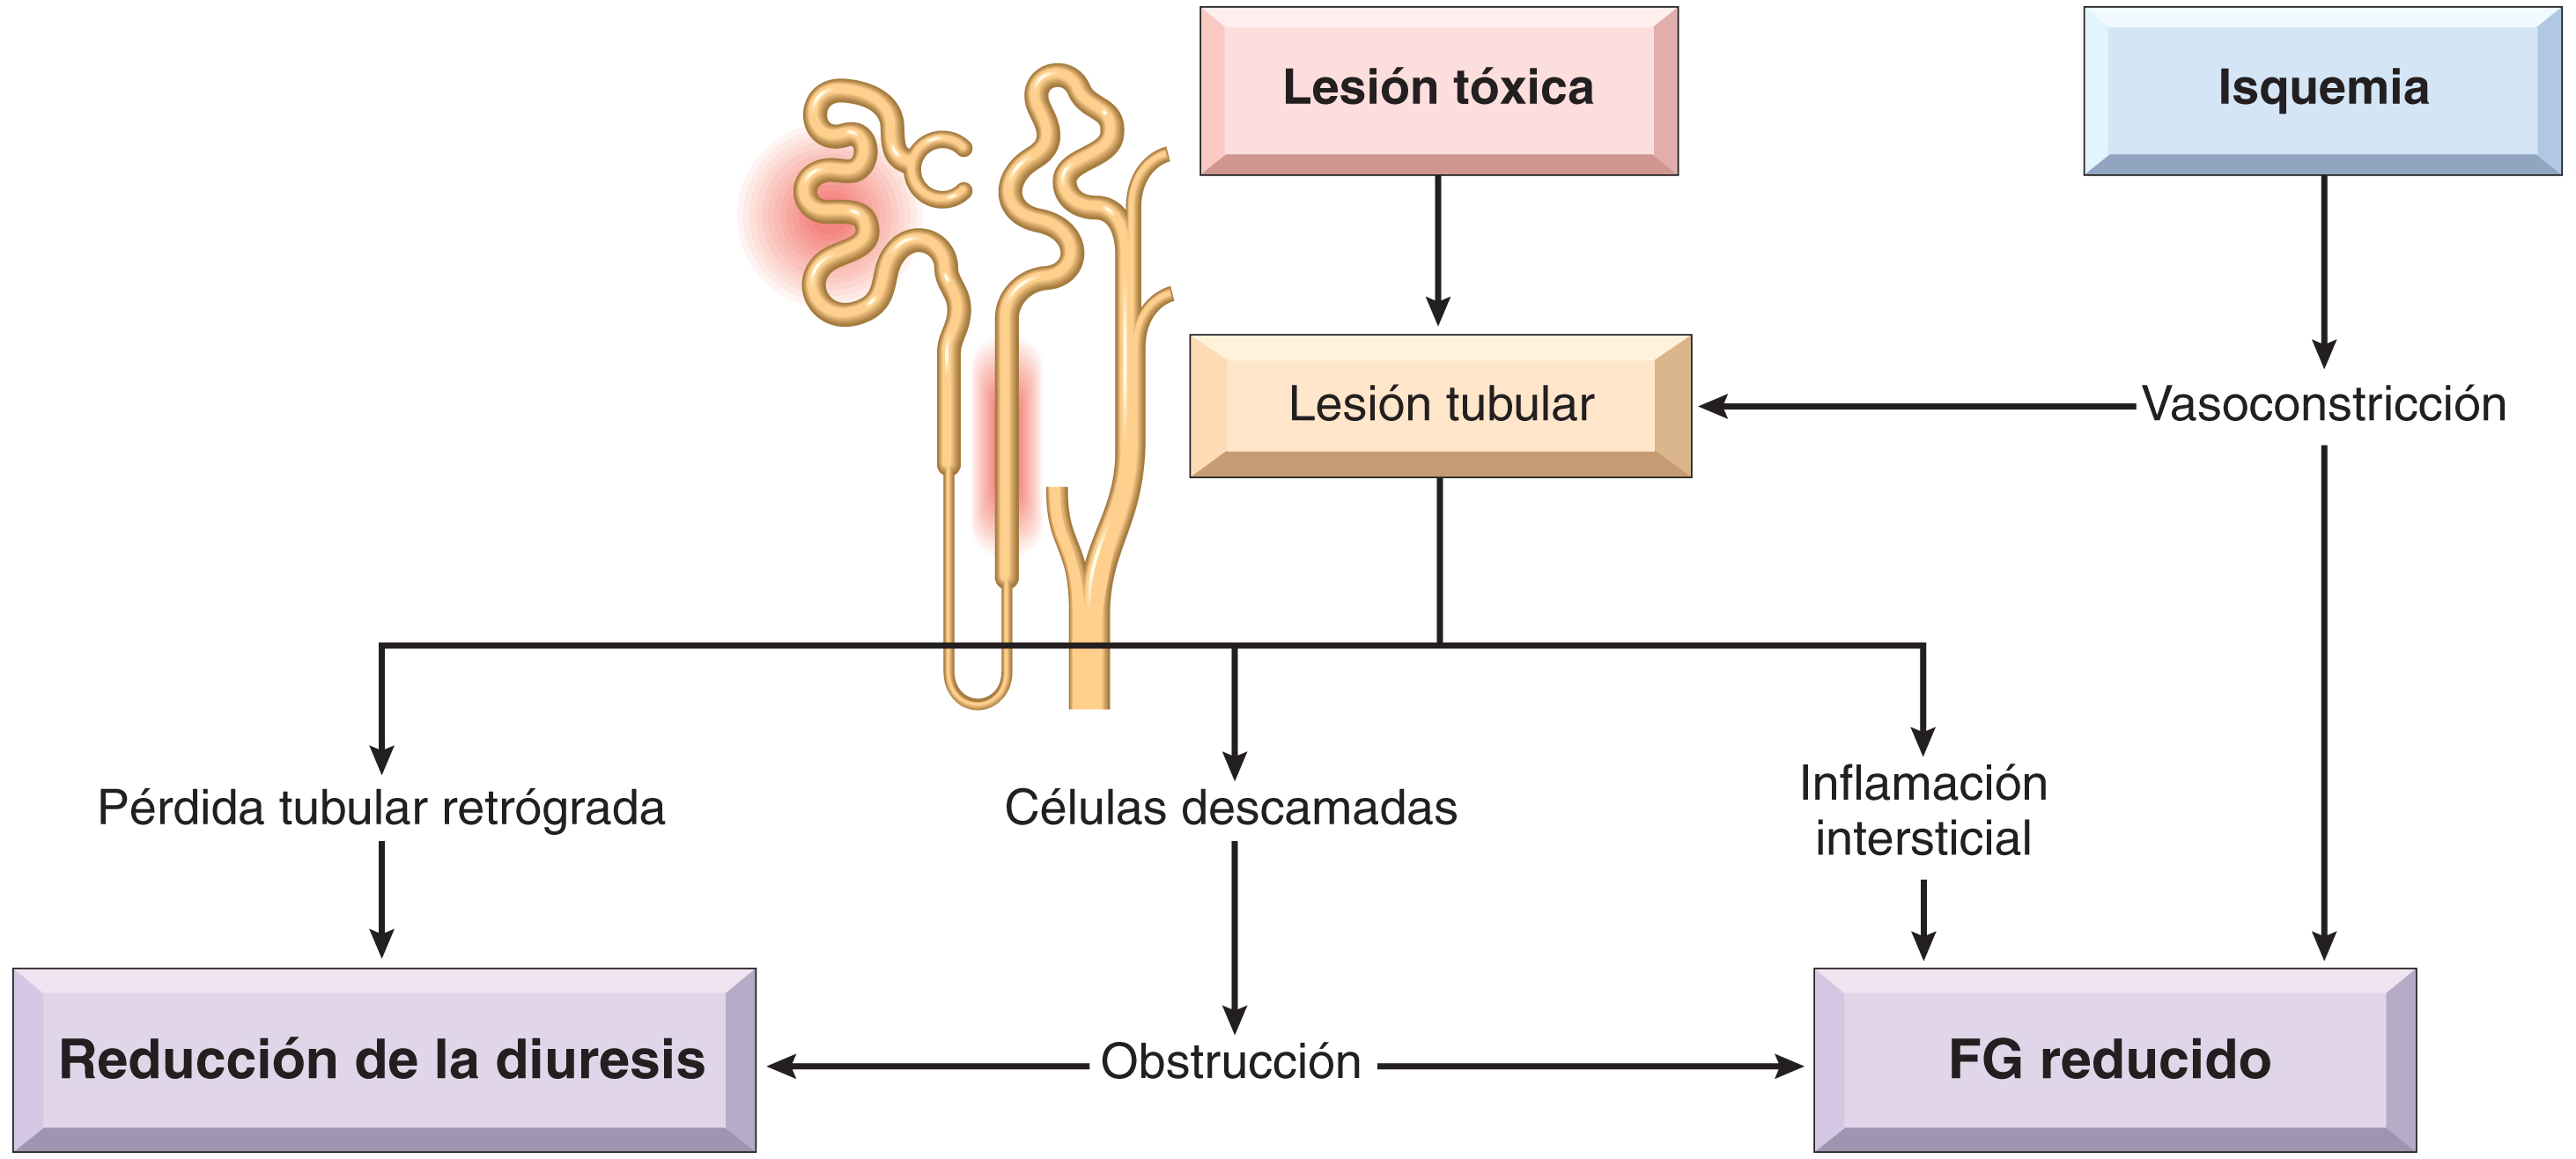 Lesión tóxica
Isquemia
Lesión tubular
Vasoconstricción
Pérdida tubular retrógrada
Células descamadas
Inflamación
intersticial
Reducción de la diuresis
Obstrucción
FG reducido